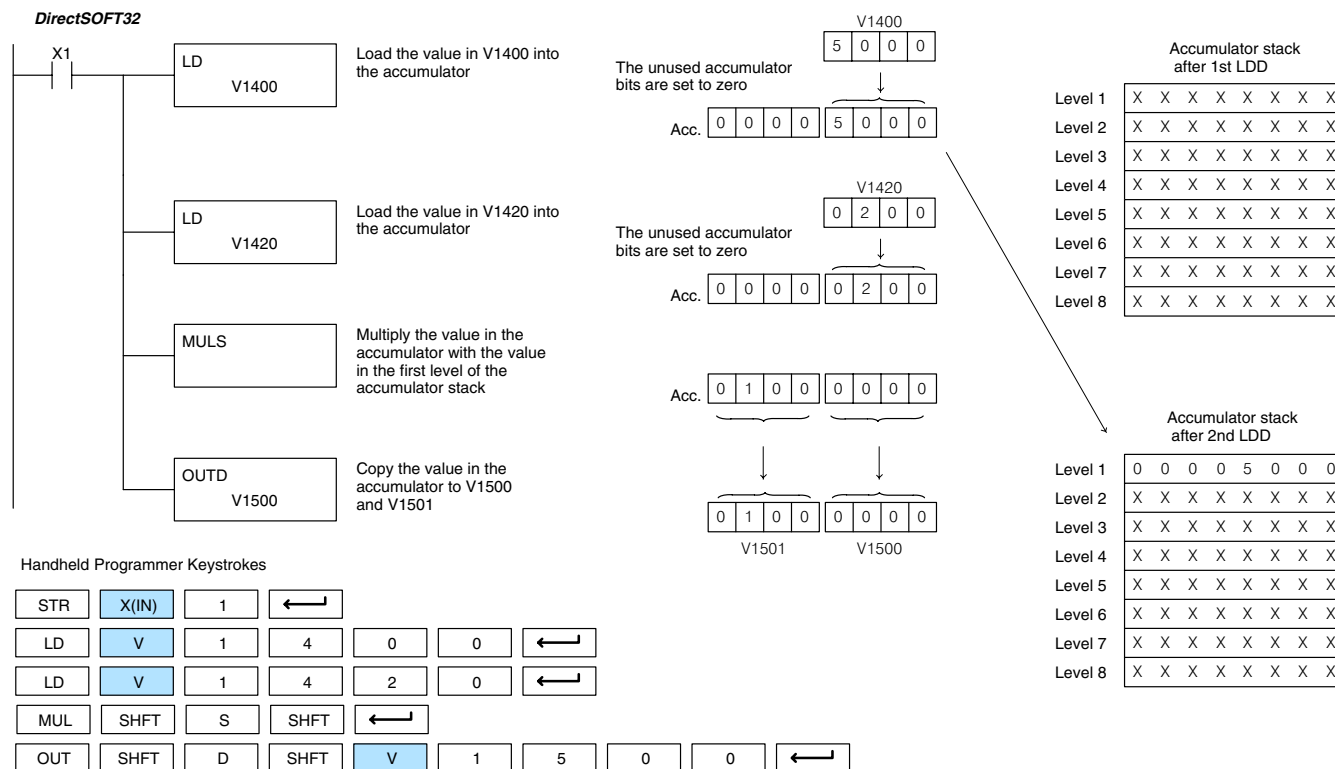 DirectSOFT32
X1
LD
V1400
Load the value in V1400 into
the accumulator
LD
V1420
Load the value in V1420 into
the accumulator
MULS
Multiply the value in the
accumulator with the value
in the first level of the
accumulator stack
OUTD
V1500
Copy the value in the
accumulator to V1500
and V1501
V1400
5 0 0 0
The unused accumulator
bits are set to zero
Acc. 0 0 0 0 5 0 0 0
V1420
0 2 0 0
The unused accumulator
bits are set to zero
Acc. 0 0 0 0 0 2 0 0
Acc. 0 1 0 0 0 0 0 0
0 1 0 0 0 0 0 0
V1501 V1500
Accumulator stack
after 1st LDD
Level 1 X X X X X X X X
Level 2 X X X X X X X X
Level 3 X X X X X X X X
Level 4 X X X X X X X X
Level 5 X X X X X X X X
Level 6 X X X X X X X X
Level 7 X X X X X X X X
Level 8 X X X X X X X X
Accumulator stack
after 2nd LDD
Level 1 0 0 0 0 5 0 0 0
Level 2 X X X X X X X X
Level 3 X X X X X X X X
Level 4 X X X X X X X X
Level 5 X X X X X X X X
Level 6 X X X X X X X X
Level 7 X X X X X X X X
Level 8 X X X X X X X X
Handheld Programmer Keystrokes
STR X(IN) 1
LD V 1 4 0 0
LD V 1 4 2 0
MUL SHFT S SHFT
OUT SHFT D SHFT V 1 5 0 0